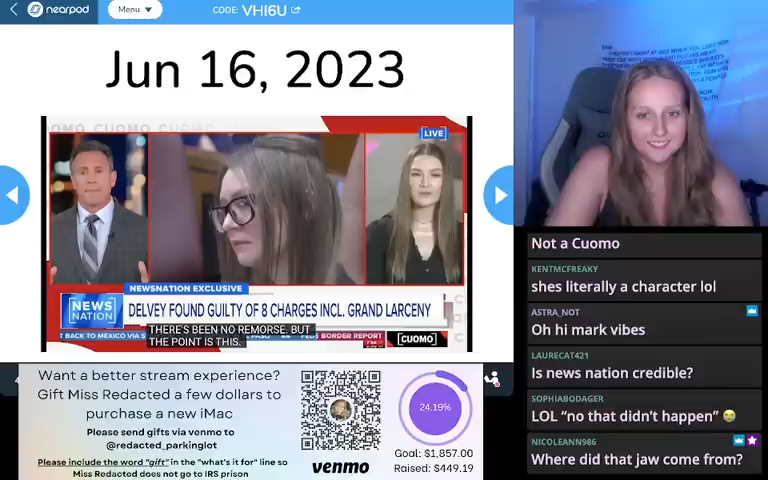 nearpod
Menu
CODE: VHI6U
Jun 16, 2023
CUOMO CUOMO
LIVE
NEWSNATION EXCLUSIVE
NEWS
NATION
DELVEY FOUND GUILTY OF 8 CHARGES INCL. GRAND LARCENY
THERE'S BEEN NO REMORSE. BUT
THE POINT IS THIS.
T BACK TO MEXICO VIA S
BORDER REPORT
[CUOMO]
Want a better stream experience?
Gift Miss Redacted a few dollars to
purchase a new iMac
Please send gifts via venmo to
@redacted_parkinglot
Please include the word "gift" in the "what's it for" line so
Miss Redacted does not go to IRS prison
venmo
24.19%
Goal: $1,857.00
Raised: $449.19
Not a Cuomo
KENTMCFREAKY
shes literally a character lol
ASTRA_NOT
Oh hi mark vibes
LAURECAT421
Is news nation credible?
SOPHIABODAGER
LOL “no that didn’t happen” 😂
NICOLEANN986
Where did that jaw come from?